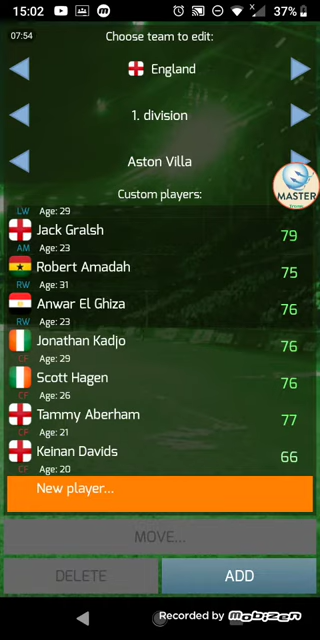 15:02
37%
07:54
Choose team to edit:
England
1. division
Aston Villa
MASTER
Custom players:
LW Age: 29
Jack Gralsh 79
AM Age: 23
Robert Amadah 75
RW Age: 31
Anwar El Ghiza 76
RW Age: 23
Jonathan Kadjo 76
CF Age: 29
Scott Hagen 76
CF Age: 26
Tammy Aberham 77
CF Age: 21
Keinan Davids 66
CF Age: 20
New player...
MOVE...
DELETE ADD
Recorded by mobizen